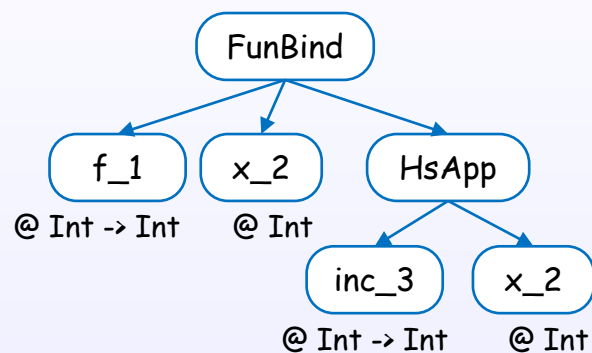 FunBind
f_1 x_2 HsApp
@ Int -> Int @ Int
inc_3 x_2
@ Int -> Int @ Int